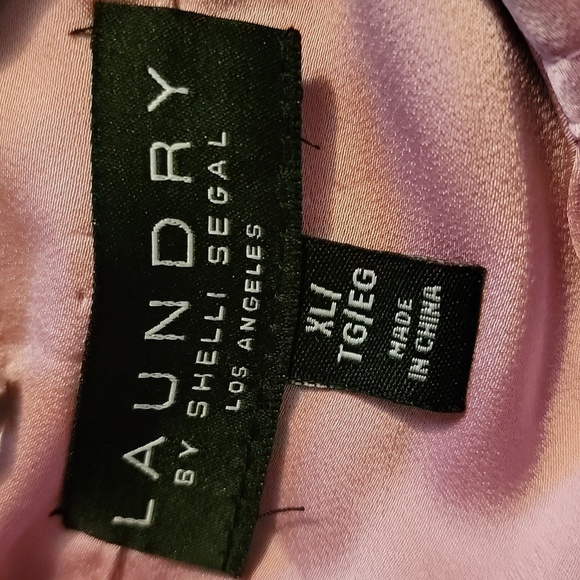 LAUNDRY
BY SHELLI SEGAL
LOS ANGELES
XL/
TG/EG
MADE
IN CHINA